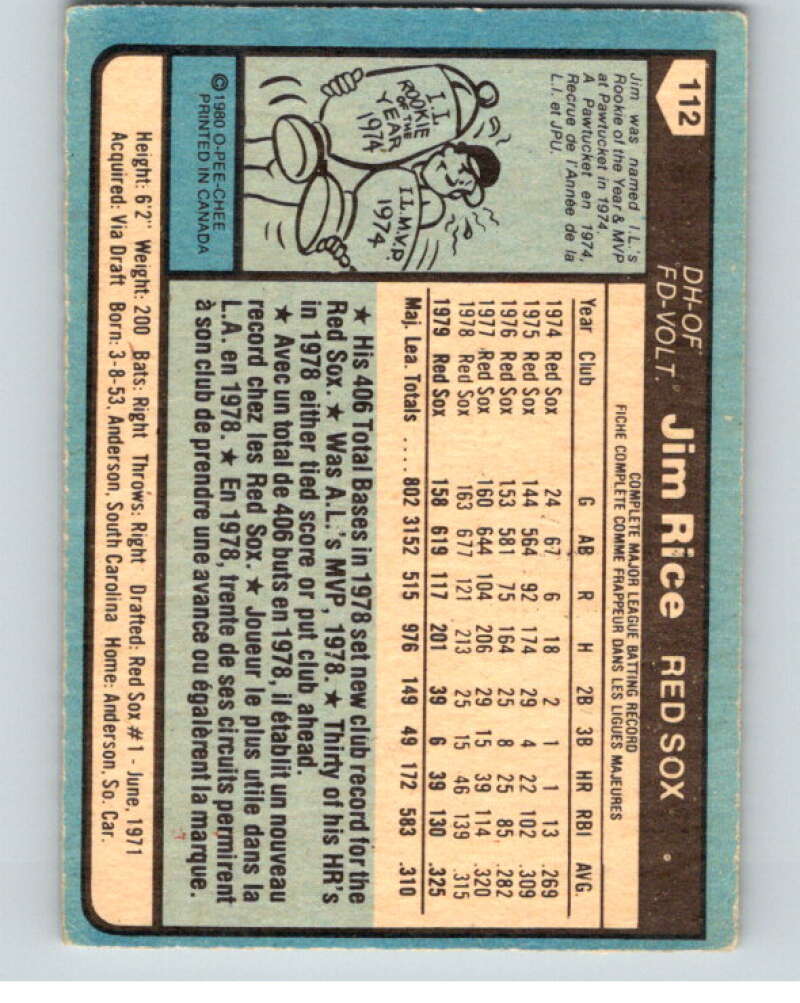 112
DH-OF
FD-VOLT.
Jim Rice RED SOX
Jim was named I.L.'s
Rookie of the Year & MVP
at Pawtucket in 1974.
A Pawtucket en 1974,
Recrue de l'Année de la
L.I. et JPU.
I.L.
ROOKIE
OF THE
YEAR
1974
I.L. M.V.P.
1974
© 1980 O-PEE-CHEE
PRINTED IN CANADA
COMPLETE MAJOR LEAGUE BATTING RECORD
FICHE COMPLETE COMME FRAPPEUR DANS LES LIGUES MAJEURES
Year Club G AB R H 2B 3B HR RBI AVG.
1974 Red Sox 24 67 6 18 2 1 1 13 .269
1975 Red Sox 144 564 92 174 29 4 22 102 .309
1976 Red Sox 153 581 75 164 25 8 25 85 .282
1977 Red Sox 160 644 104 206 29 15 39 114 .320
1978 Red Sox 163 677 121 213 25 15 46 139 .315
1979 Red Sox 158 619 117 201 39 6 39 130 .325
Maj. Lea. Totals .... 802 3152 515 976 149 49 172 583 .310
★ His 406 Total Bases in 1978 set new club record for the
Red Sox. ★ Was A.L.'s MVP, 1978. ★ Thirty of his HR's
in 1978 either tied score or put club ahead.
★ Avec un total de 406 buts en 1978, il établit un nouveau
record chez les Red Sox. ★ Joueur le plus utile dans la
L.A. en 1978. ★ En 1978, trente de ses circuits permirent
à son club de prendre une avance ou égalèrent la marque.
Height: 6'2" Weight: 200 Bats: Right Throws: Right Drafted: Red Sox #1 - June, 1971
Acquired: Via Draft Born: 3-8-53, Anderson, South Carolina Home: Anderson, So. Car.